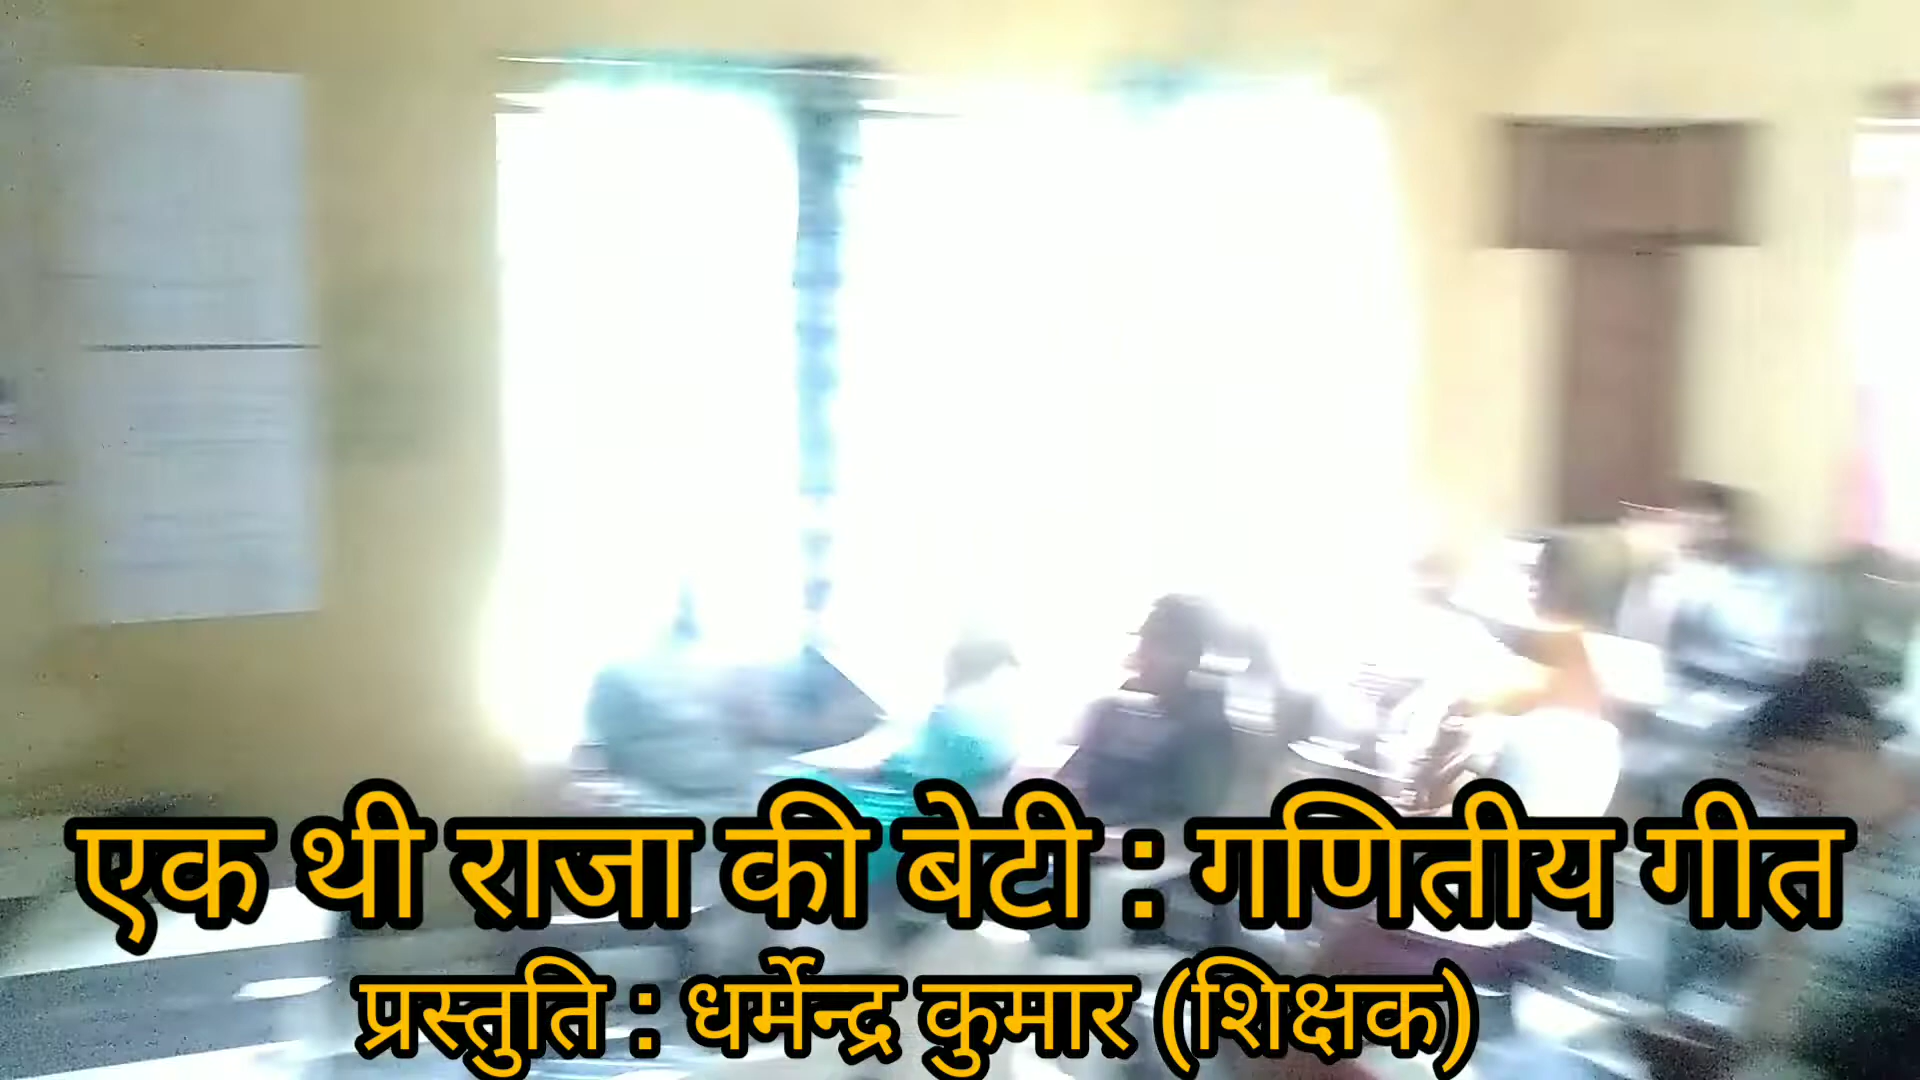 एक थी राजा की बेटी : गणितीय गीत
प्रस्तुति : धर्मेन्द्र कुमार (शिक्षक)